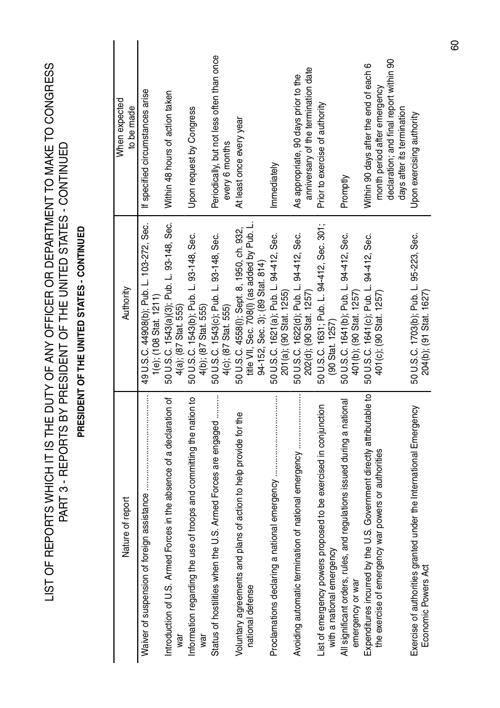 LIST OF REPORTS WHICH IT IS THE DUTY OF ANY OFFICER OR DEPARTMENT TO MAKE TO CONGRESS
PART 3 - REPORTS BY PRESIDENT OF THE UNITED STATES - CONTINUED
PRESIDENT OF THE UNITED STATES - CONTINUED
Nature of report Authority When expected to be made
Waiver of suspension of foreign assistance .................... 49 U.S.C. 44908(b); Pub. L. 103-272, Sec. If specified circumstances arise
1(e); (108 Stat. 1211)
Introduction of U.S. Armed Forces in the absence of a declaration of 50 U.S.C. 1543(a)(3); Pub. L. 93-148, Sec. Within 48 hours of action taken
war 4(a); (87 Stat. 555)
Information regarding the use of troops and committing the nation to 50 U.S.C. 1543(b); Pub. L. 93-148, Sec. Upon request by Congress
war 4(b); (87 Stat. 555)
Status of hostilities when the U.S. Armed Forces are engaged .......... 50 U.S.C. 1543(c); Pub. L. 93-148, Sec. Periodically, but not less often than once
4(c); (87 Stat. 555) every 6 months
Voluntary agreements and plans of action to help provide for the 50 U.S.C. 4558(l); Sept. 8, 1950, ch. 932, At least once every year
national defense title VII, Sec. 708(l) (as added by Pub. L.
94-152, Sec. 3); (89 Stat. 814)
Proclamations declaring a national emergency .................... 50 U.S.C. 1621(a); Pub. L. 94-412, Sec. Immediately
201(a); (90 Stat. 1255)
Avoiding automatic termination of national emergency .................... 50 U.S.C. 1622(d); Pub. L. 94-412, Sec. As appropriate, 90 days prior to the
202(d); (90 Stat. 1257) anniversary of the termination date
List of emergency powers proposed to be exercised in conjunction 50 U.S.C. 1631; Pub. L. 94-412, Sec. 301; Prior to exercise of authority
with a national emergency (90 Stat. 1257)
All significant orders, rules, and regulations issued during a national 50 U.S.C. 1641(b); Pub. L. 94-412, Sec. Promptly
emergency or war 401(b); (90 Stat. 1257)
Expenditures incurred by the U.S. Government directly attributable to 50 U.S.C. 1641(c); Pub. L. 94-412, Sec. Within 90 days after the end of each 6
the exercise of emergency war powers or authorities 401(c); (90 Stat. 1257) month period after emergency
declaration; and final report within 90
days after its termination
Exercise of authorities granted under the International Emergency 50 U.S.C. 1703(b); Pub. L. 95-223, Sec. Upon exercising authority
Economic Powers Act 204(b); (91 Stat. 1627)
60